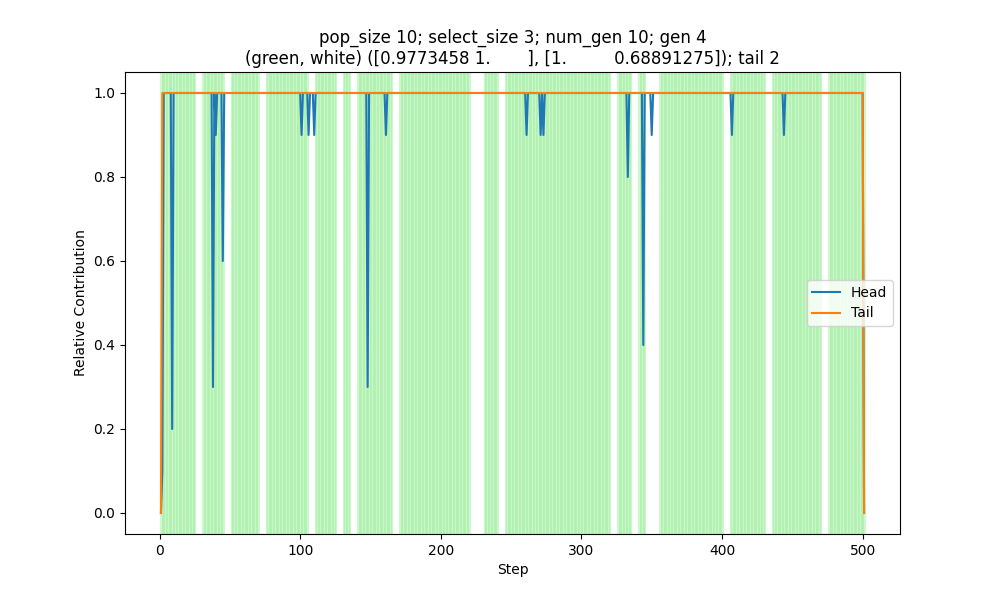 pop_size 10; select_size 3; num_gen 10; gen 4
(green, white) ([0.9773458 1.       ], [1.         0.68891275]); tail 2
1.0
0.8
0.6
0.4
0.2
0.0
Relative Contribution
Head
Tail
0
100
200
300
400
500
Step